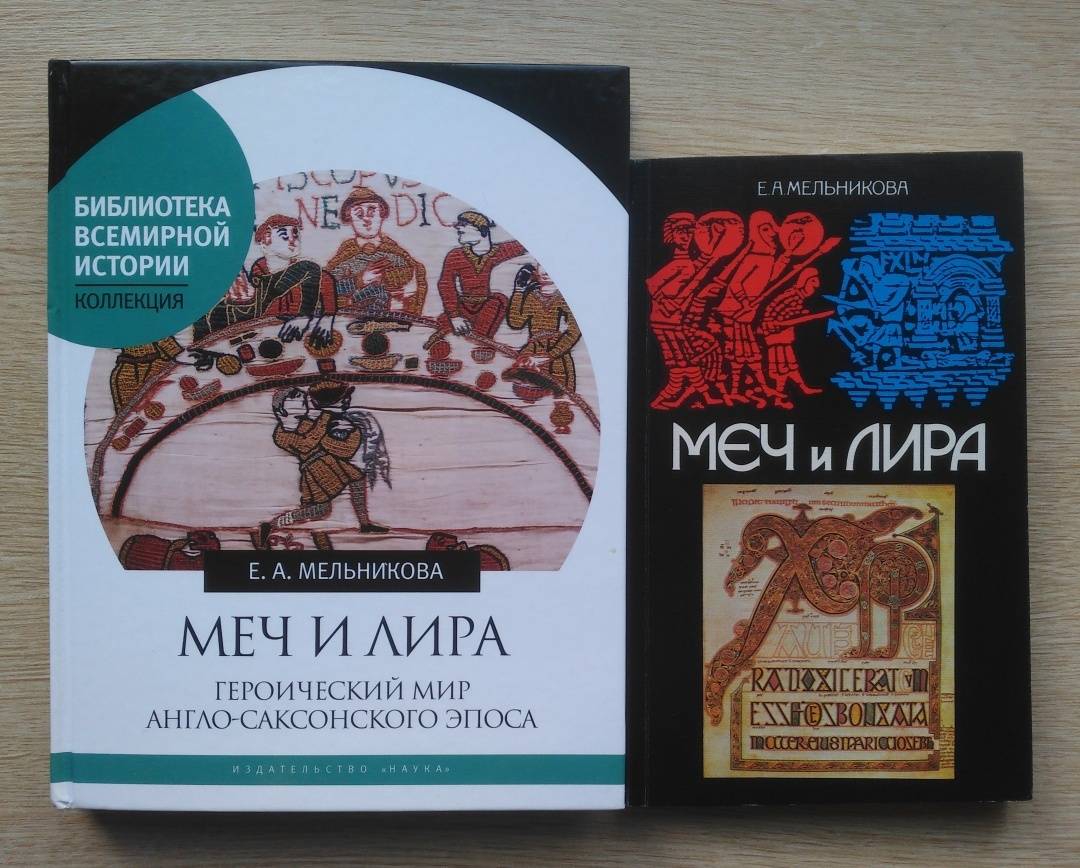 БИБЛИОТЕКА
ВСЕМИРНОЙ
ИСТОРИИ
КОЛЛЕКЦИЯ
Е. А. МЕЛЬНИКОВА
МЕЧ И ЛИРА
ГЕРОИЧЕСКИЙ МИР
АНГЛО-САКСОНСКОГО ЭПОСА
ИЗДАТЕЛЬСТВО «НАУКА»
Е. А. МЕЛЬНИКОВА
МЕЧ и ЛИРА